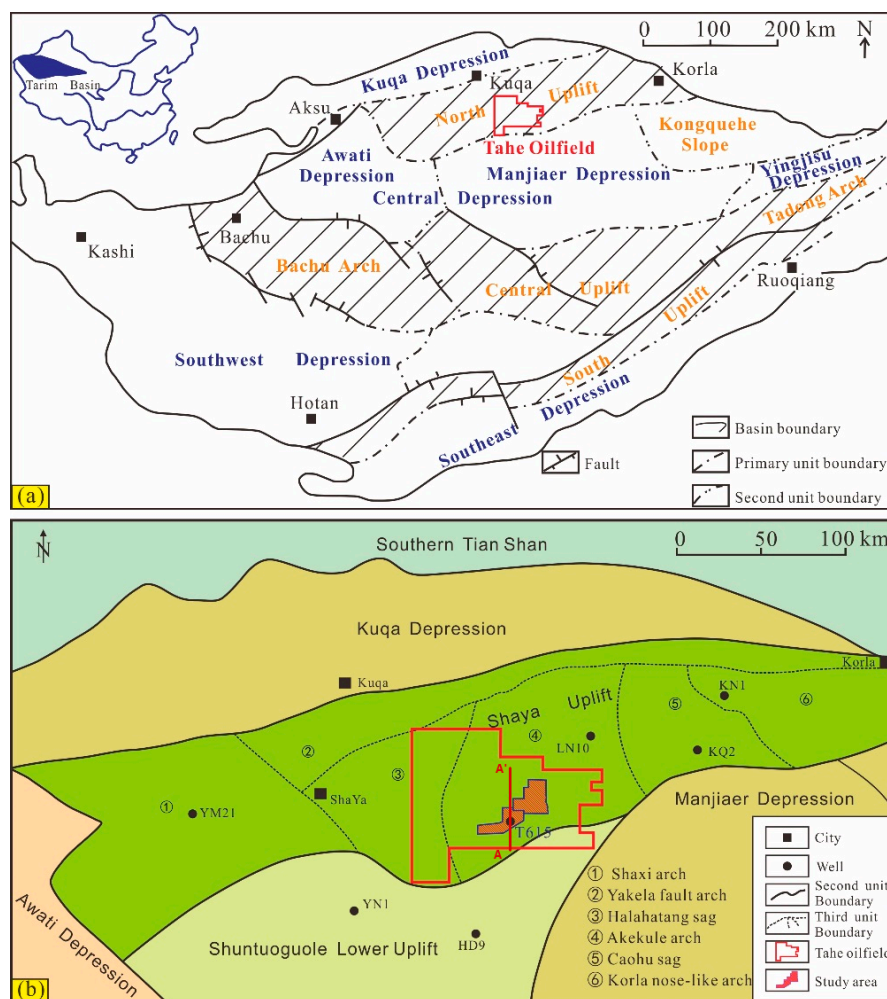 0 100 200 km
N
Tarim Basin
Kuqa Depression
Kuqa
Korla
Aksu
North Uplift
Tahe Oilfield
Kongquehe
Slope
Awati
Depression
Manjiaer Depression
Yingjisu
Depression
Central Depression
Tadong Arch
Bachu
Kashi
Bachu Arch
Central Uplift
Ruoqiang
South Uplift
Southwest Depression
Hotan
Southeast Depression
Fault
Basin boundary
Primary unit boundary
Second unit boundary
(a)
N
Southern Tian Shan
0 50 100 km
Kuqa Depression
Kuqa
Korla
Shaya Uplift
KN1
②
④
⑤
⑥
LN10
KQ2
③
A'
①
YM21
ShaYa
T615
A
Manjiaer Depression
City
Well
Second unit
Boundary
Third unit
Boundary
Tahe oilfield
Study area
① Shaxi arch
② Yakela fault arch
③ Halahatang sag
④ Akekule arch
⑤ Caohu sag
⑥ Korla nose-like arch
YN1
HD9
Awati Depression
Shuntuoguole Lower Uplift
(b)